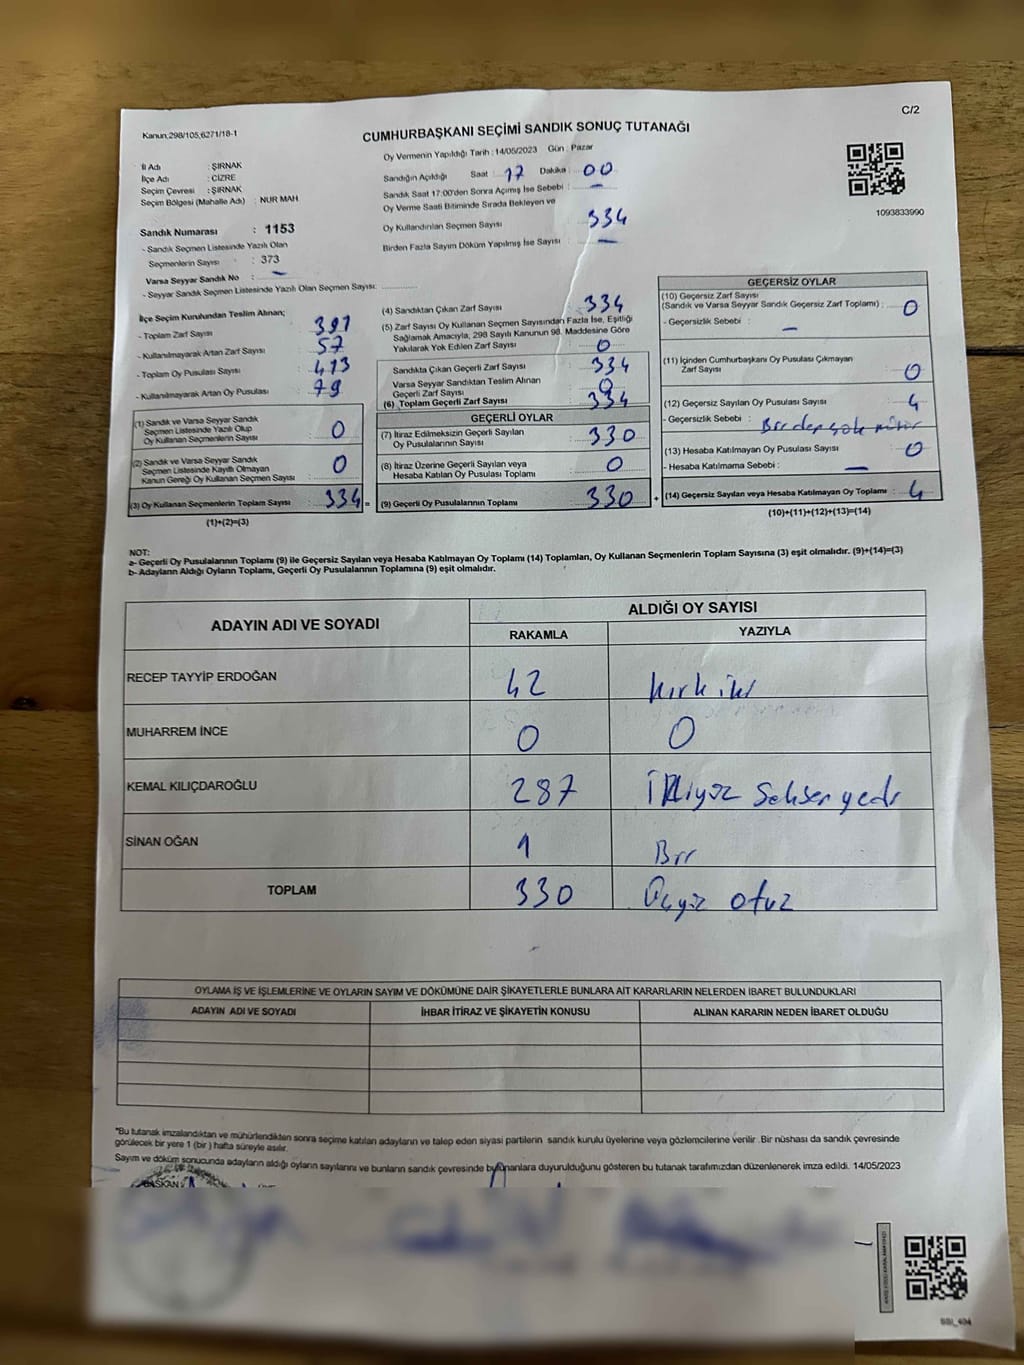 C/2
Kanun;298/105,6271/18-1
CUMHURBAŞKANI SEÇİMİ SANDIK SONUÇ TUTANAĞI
İl Adı : ŞIRNAK
İlçe Adı : CİZRE
Seçim Çevresi : ŞIRNAK
Seçim Bölgesi (Mahalle Adı) : NUR MAH
Oy Vermenin Yapıldığı Tarih : 14/05/2023 Gün : Pazar
Sandığın Açıldığı Saat : 17 Dakika : 00
Sandık Saat 17:00'den Sonra Açmış İse Sebebi : —
Oy Verme Saati Bitiminde Sırada Bekleyen ve
Oy Kullandırılan Seçmen Sayısı : 334
Birden Fazla Sayım Döküm Yapılmış İse Sayısı : —
1093833990
Sandık Numarası : 1153
- Sandık Seçmen Listesinde Yazılı Olan
Seçmenlerin Sayısı : 373
Varsa Seyyar Sandık No : —
- Seyyar Sandık Seçmen Listesinde Yazılı Olan Seçmen Sayısı:
İlçe Seçim Kurulundan Teslim Alınan;
- Toplam Zarf Sayısı : 391
- Kullanılmayarak Artan Zarf Sayısı : 57
- Toplam Oy Pusulası Sayısı : 413
- Kullanılmayarak Artan Oy Pusulası : 79
(1) Sandık ve Varsa Seyyar Sandık
Seçmen Listesinde Yazılı Olup
Oy Kullanan Seçmenlerin Sayısı : 0
(2) Sandık ve Varsa Seyyar Sandık
Seçmen Listesinde Kayıtlı Olmayan
Kanun Gereği Oy Kullanan Seçmen Sayısı : 0
(3) Oy Kullanan Seçmenlerin Toplam Sayısı : 334 =
(1)+(2)=(3)
(4) Sandıktan Çıkan Zarf Sayısı : 334
(5) Zarf Sayısı Oy Kullanan Seçmen Sayısından Fazla İse, Eşitliği
Sağlamak Amacıyla, 298 Sayılı Kanunun 98. Maddesine Göre
Yakılarak Yok Edilen Zarf Sayısı : 0
Sandıkta Çıkan Geçerli Zarf Sayısı : 334
Varsa Seyyar Sandıktan Teslim Alınan
Geçerli Zarf Sayısı : 0
(6) Toplam Geçerli Zarf Sayısı : 334
GEÇERLİ OYLAR
(7) İtiraz Edilmeksizin Geçerli Sayılan
Oy Pusulalarının Sayısı : 330
(8) İtiraz Üzerine Geçerli Sayılan veya
Hesaba Katılan Oy Pusulası Toplamı : 0
(9) Geçerli Oy Pusulalarının Toplamı : 330 +
GEÇERSİZ OYLAR
(10) Geçersiz Zarf Sayısı
(Sandık ve Varsa Seyyar Sandık Geçersiz Zarf Toplamı) : 0
- Geçersizlik Sebebi : —
(11) İçinden Cumhurbaşkanı Oy Pusulası Çıkmayan
Zarf Sayısı : 0
(12) Geçersiz Sayılan Oy Pusulası Sayısı : 4
- Geçersizlik Sebebi : Birden çok mühür
(13) Hesaba Katılmayan Oy Pusulası Sayısı : 0
- Hesaba Katılmama Sebebi : —
(14) Geçersiz Sayılan veya Hesaba Katılmayan Oy Toplamı : 4
(10)+(11)+(12)+(13)=(14)
NOT:
a- Geçerli Oy Pusulalarının Toplamı (9) ile Geçersiz Sayılan veya Hesaba Katılmayan Oy Toplamı (14) Toplamları, Oy Kullanan Seçmenlerin Toplam Sayısına (3) eşit olmalıdır. (9)+(14)=(3)
b- Adayların Aldığı Oyların Toplamı, Geçerli Oy Pusulalarının Toplamına (9) eşit olmalıdır.
ADAYIN ADI VE SOYADI
ALDIĞI OY SAYISI
RAKAMLA YAZIYLA
RECEP TAYYİP ERDOĞAN 42 kırk iki
MUHARREM İNCE 0 0
KEMAL KILIÇDAROĞLU 287 İkiyüz Seksen yedi
SİNAN OĞAN 1 Bir
TOPLAM 330 Üçyüz otuz
OYLAMA İŞ VE İŞLEMLERİNE VE OYLARIN SAYIM VE DÖKÜMÜNE DAİR ŞİKAYETLERLE BUNLARA AİT KARARLARIN NELERDEN İBARET BULUNDUKLARI
ADAYIN ADI VE SOYADI İHBAR İTİRAZ VE ŞİKAYETİN KONUSU ALINAN KARARIN NEDEN İBARET OLDUĞU
*Bu tutanak imzalandıktan ve mühürlendikten sonra seçime katılan adayların ve talep eden siyasi partilerin sandık kurulu üyelerine veya gözlemcilerine verilir .Bir nüshası da sandık çevresinde
görülecek bir yere 1 (bir ) hafta süreyle asılır.
Sayım ve döküm sonucunda adayların aldığı oyların sayılarını ve bunların sandık çevresinde bulunanlara duyurulduğunu gösteren bu tutanak tarafımızdan düzenlenerek imza edildi. 14/05/2023
BAŞKAN